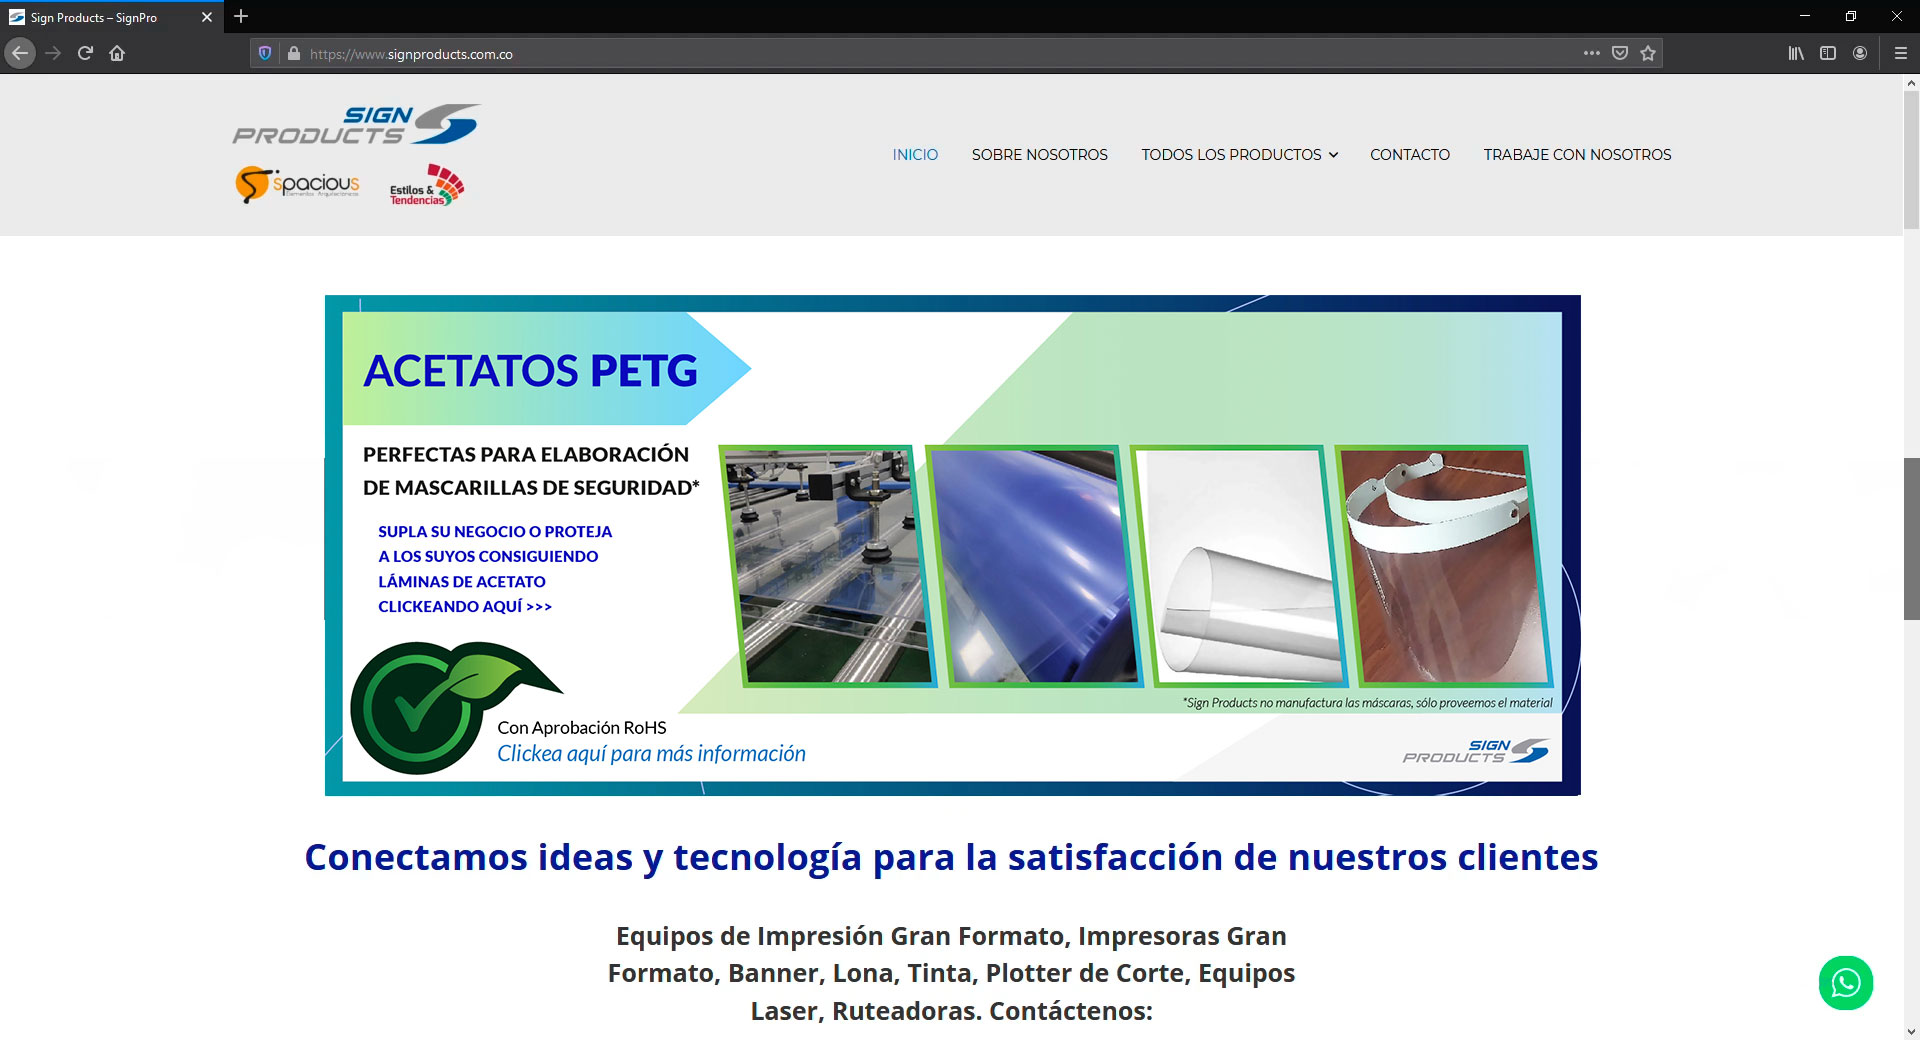 Sign Products – SignPro
https://www.signproducts.com.co
SIGN
PRODUCTS
spacious
Elementos Arquitectónicos
Estilos &
Tendencias
INICIO
SOBRE NOSOTROS
TODOS LOS PRODUCTOS
CONTACTO
TRABAJE CON NOSOTROS
ACETATOS PETG
PERFECTAS PARA ELABORACIÓN
DE MASCARILLAS DE SEGURIDAD*
SUPLA SU NEGOCIO O PROTEJA
A LOS SUYOS CONSIGUIENDO
LÁMINAS DE ACETATO
CLICKEANDO AQUÍ >>>
*Sign Products no manufactura las máscaras, sólo proveemos el material
Con Aprobación RoHS
Clickea aquí para más información
SIGN
PRODUCTS
Conectamos ideas y tecnología para la satisfacción de nuestros clientes
Equipos de Impresión Gran Formato, Impresoras Gran
Formato, Banner, Lona, Tinta, Plotter de Corte, Equipos
Laser, Ruteadoras. Contáctenos: